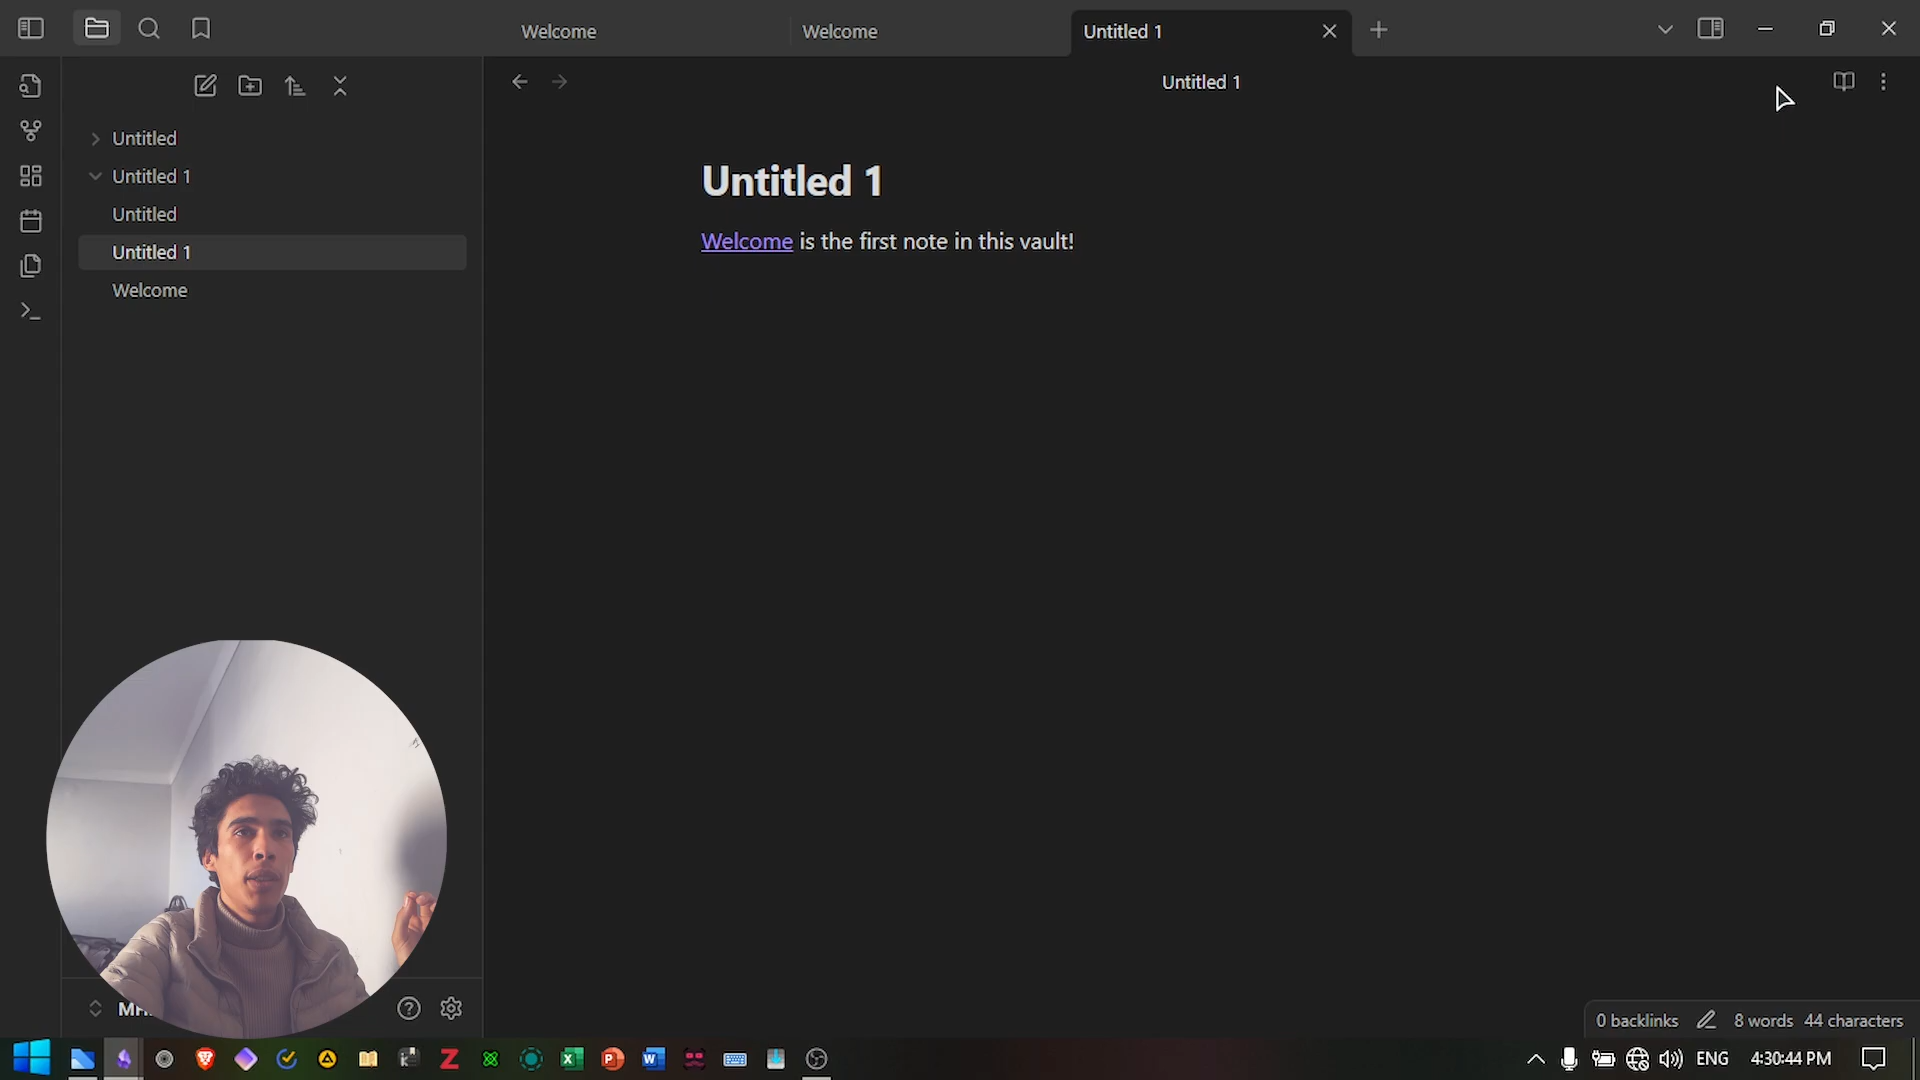 Welcome
Welcome
Untitled 1
Untitled 1
Untitled
Untitled 1
Untitled
Untitled 1
Welcome
Untitled 1
Welcome is the first note in this vault!
0 backlinks 8 words 44 characters
ENG 4:30:44 PM